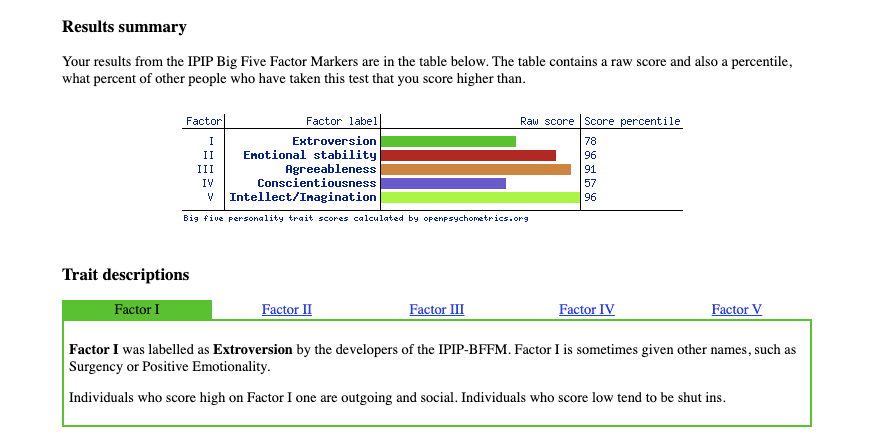 Results summary
Your results from the IPIP Big Five Factor Markers are in the table below. The table contains a raw score and also a percentile,
what percent of other people who have taken this test that you score higher than.
Factor Factor label Raw score Score percentile
I Extroversion 78
II Emotional stability 96
III Agreeableness 91
IV Conscientiousness 57
V Intellect/Imagination 96
Big five personality trait scores calculated by openpsychometrics.org
Trait descriptions
Factor I Factor II Factor III Factor IV Factor V
Factor I was labelled as Extroversion by the developers of the IPIP-BFFM. Factor I is sometimes given other names, such as
Surgency or Positive Emotionality.
Individuals who score high on Factor I one are outgoing and social. Individuals who score low tend to be shut ins.